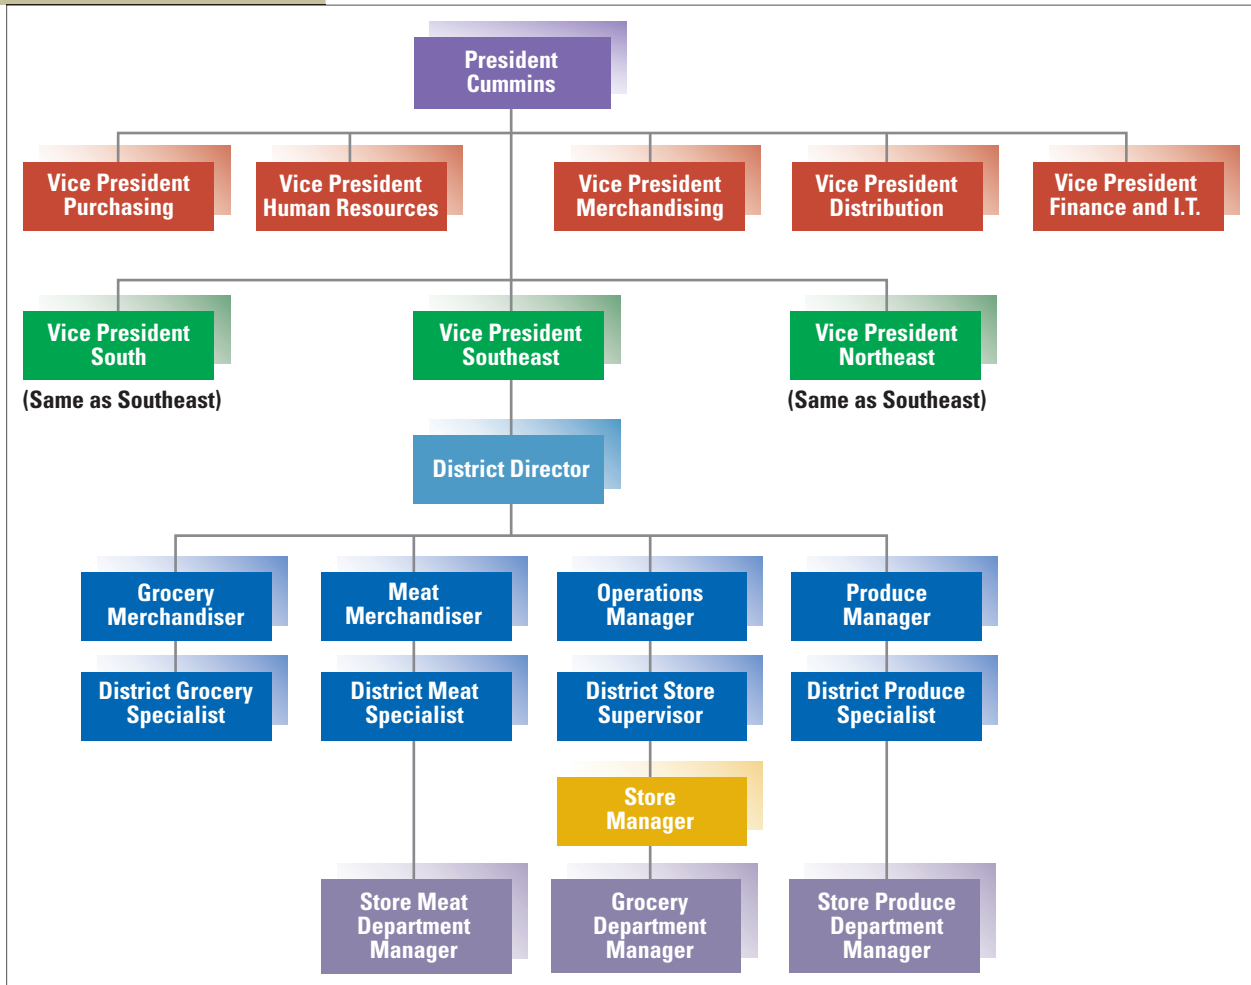 President
Cummins
Vice President
Purchasing
Vice President
Human Resources
Vice President
Merchandising
Vice President
Distribution
Vice President
Finance and I.T.
Vice President
South
(Same as Southeast)
Vice President
Southeast
Vice President
Northeast
(Same as Southeast)
District Director
Grocery
Merchandiser
Meat
Merchandiser
Operations
Manager
Produce
Manager
District Grocery
Specialist
District Meat
Specialist
District Store
Supervisor
District Produce
Specialist
Store
Manager
Store Meat
Department
Manager
Grocery
Department
Manager
Store Produce
Department
Manager